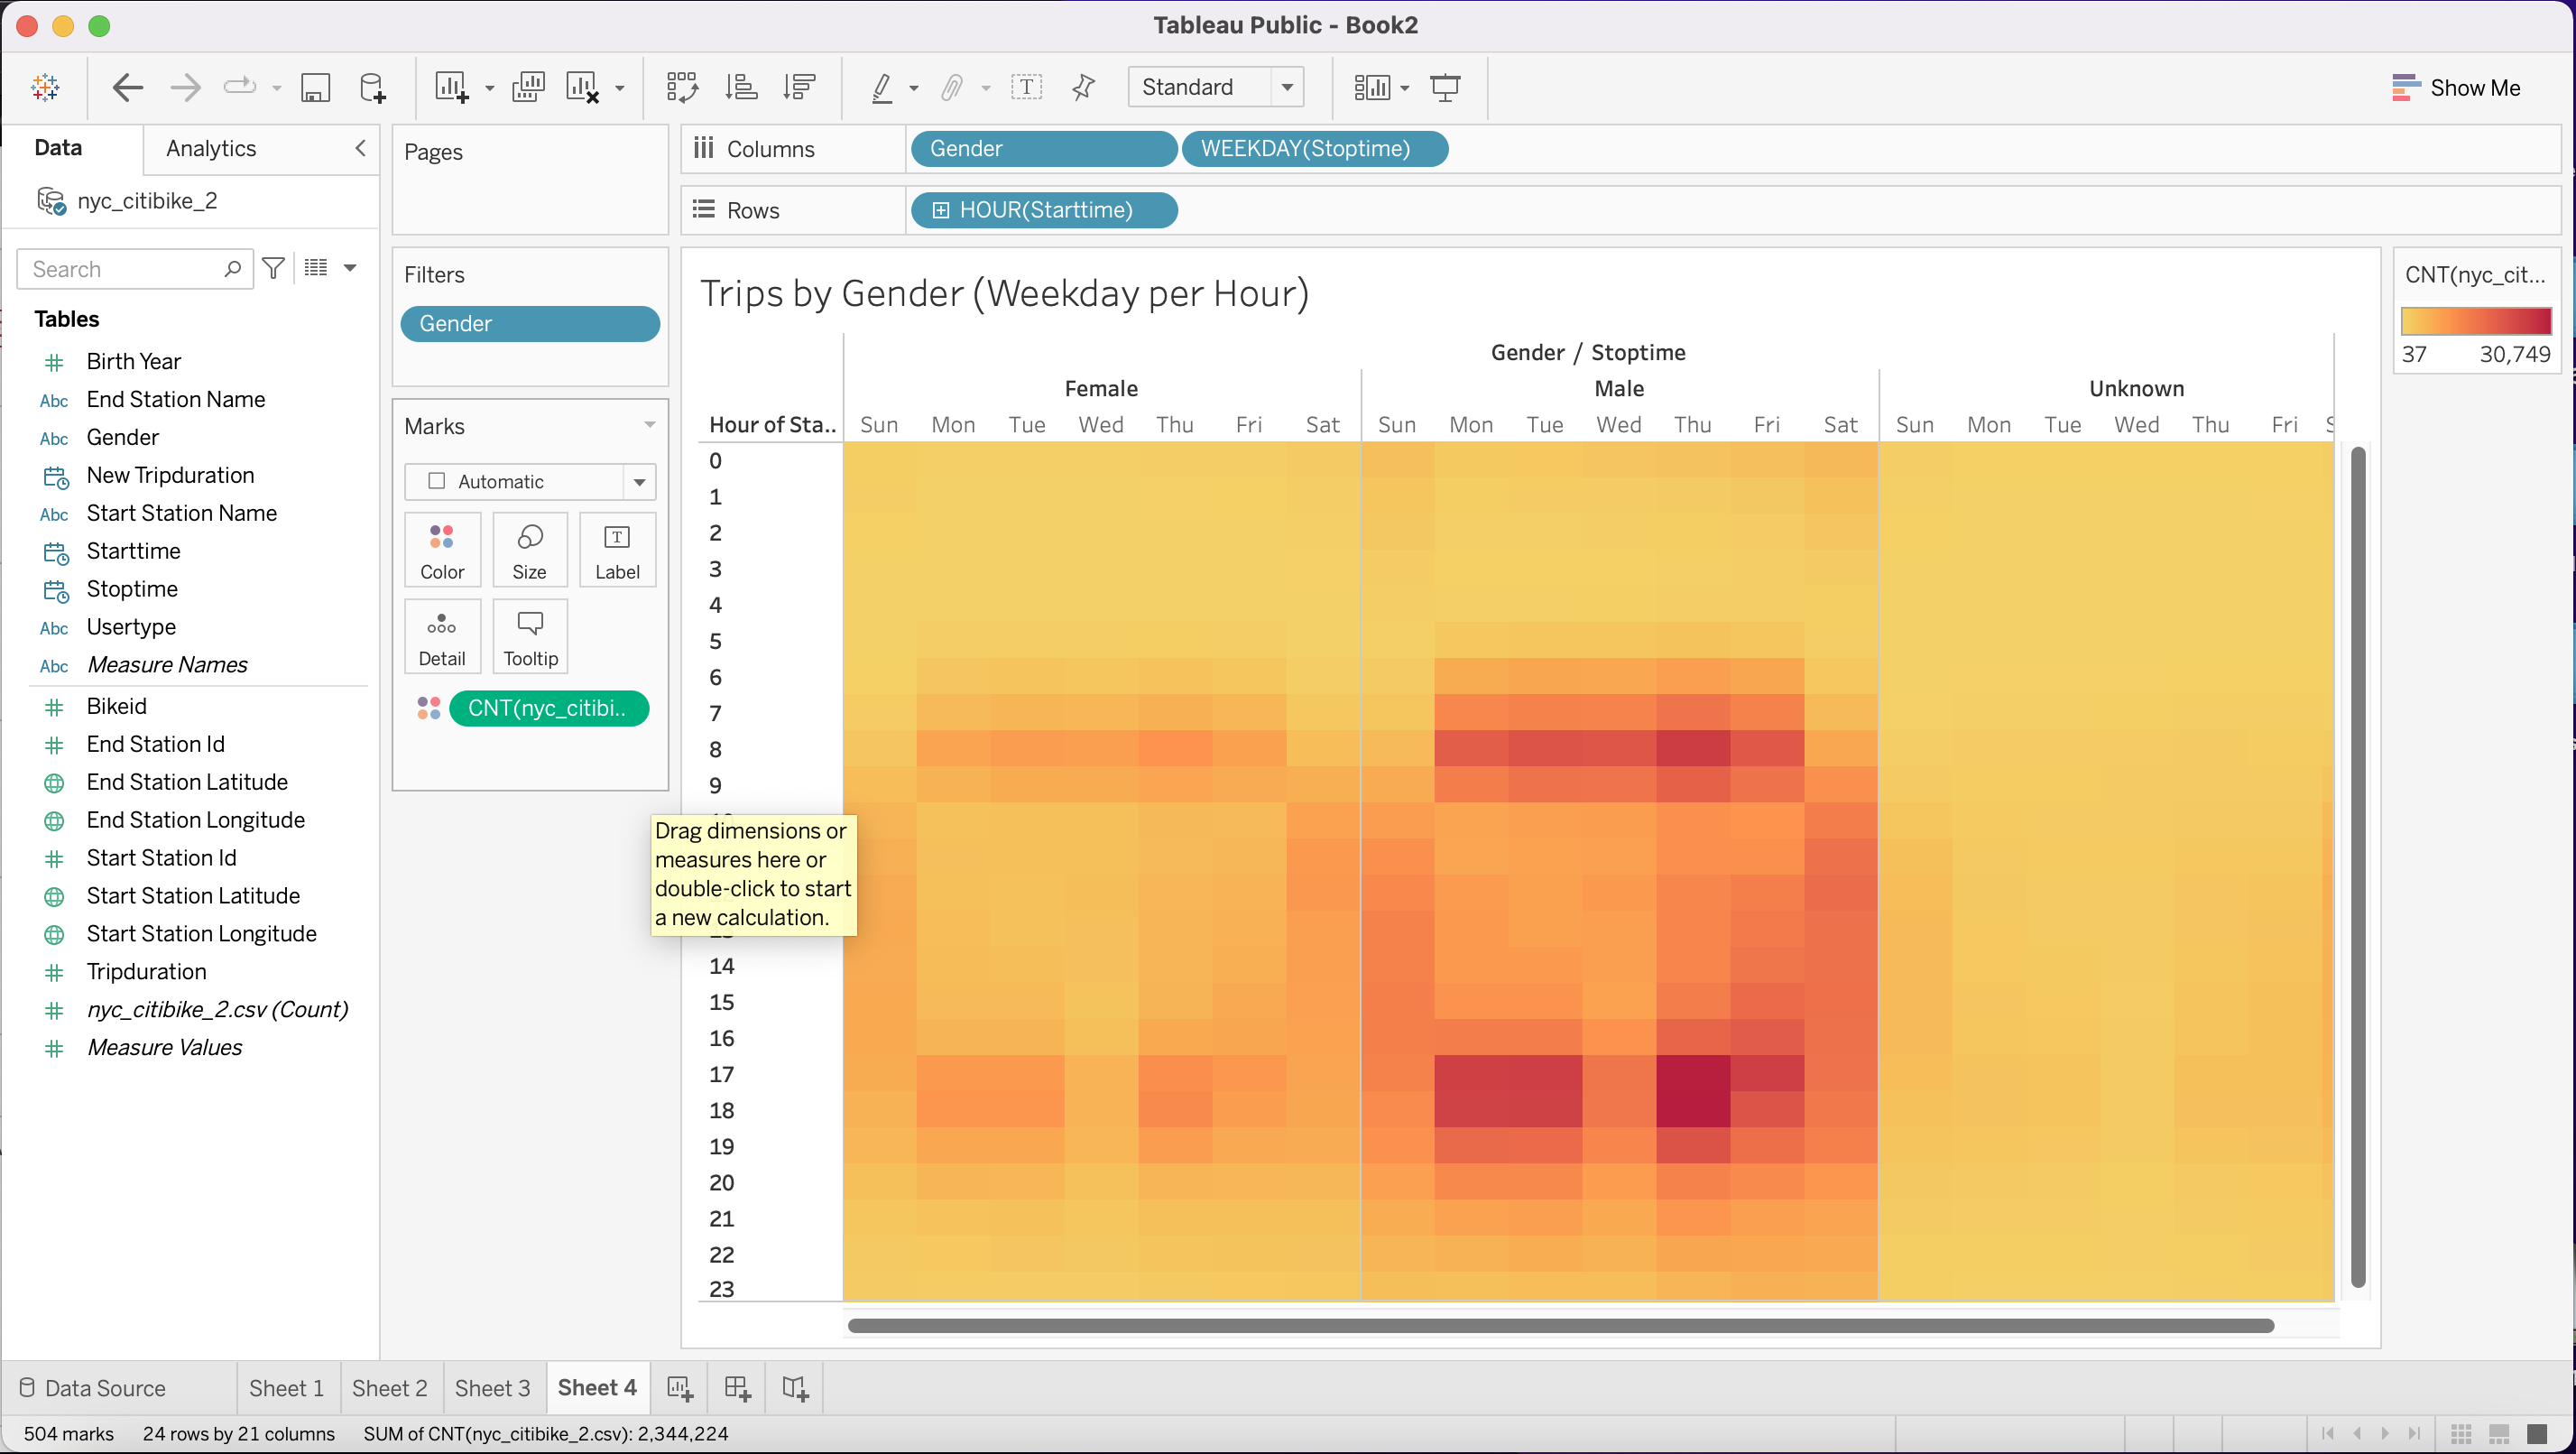 Tableau Public - Book2
Standard
Show Me
Data
Analytics
nyc_citibike_2
Search
Tables
Birth Year
Abc End Station Name
Abc Gender
New Tripduration
Abc Start Station Name
Starttime
Stoptime
Abc Usertype
Abc Measure Names
Bikeid
End Station Id
End Station Latitude
End Station Longitude
Start Station Id
Start Station Latitude
Start Station Longitude
Tripduration
nyc_citibike_2.csv (Count)
Measure Values
Pages
Filters
Gender
Marks
Automatic
Color
Size
T
Label
Detail
Tooltip
CNT(nyc_citibi..
Columns
Gender
WEEKDAY(Stoptime)
Rows
HOUR(Starttime)
Trips by Gender (Weekday per Hour)
Gender / Stoptime
Female Male Unknown
Hour of Sta.. Sun Mon Tue Wed Thu Fri Sat Sun Mon Tue Wed Thu Fri Sat Sun Mon Tue Wed Thu Fri
0
1
2
3
4
5
6
7
8
9
Drag dimensions or
measures here or
double-click to start
a new calculation.
14
15
16
17
18
19
20
21
22
23
CNT(nyc_cit...
37 30,749
Data Source
Sheet 1
Sheet 2
Sheet 3
Sheet 4
504 marks 24 rows by 21 columns SUM of CNT(nyc_citibike_2.csv): 2,344,224